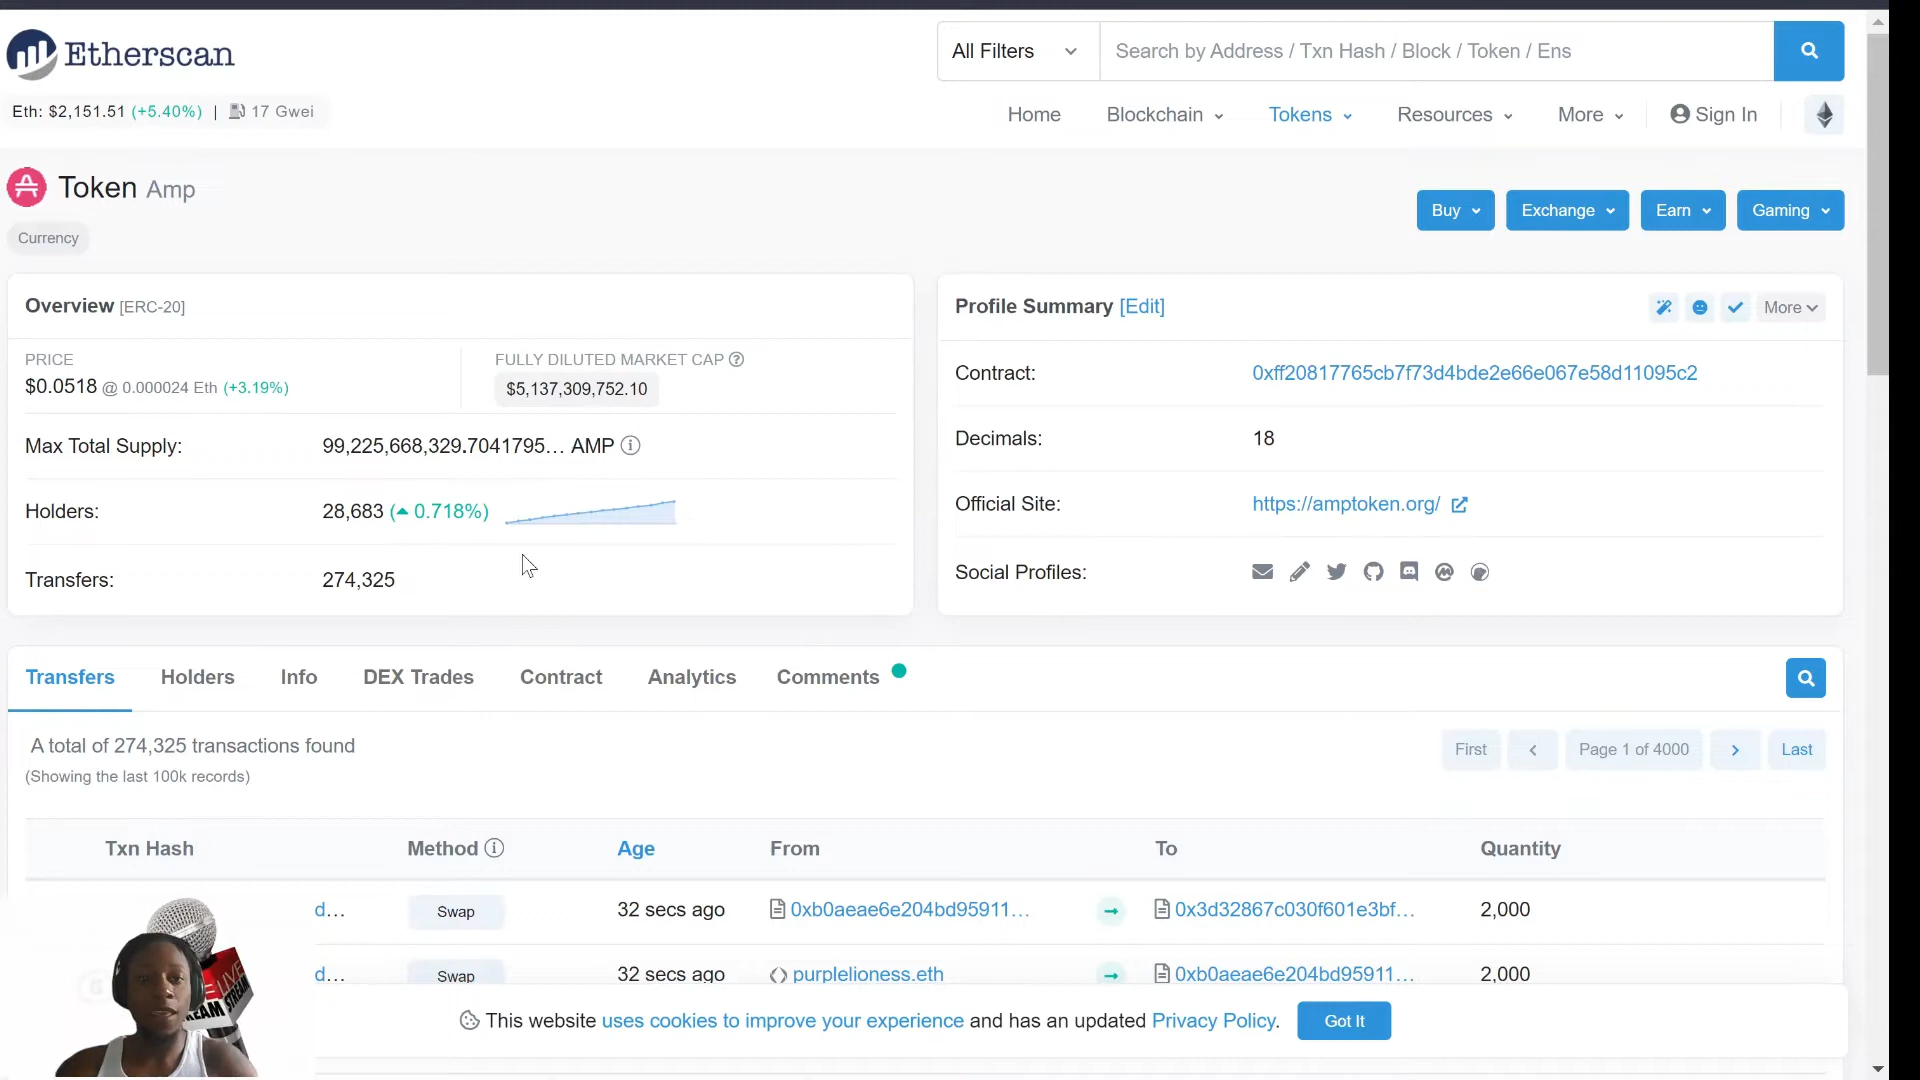 Etherscan
All Filters
Search by Address / Txn Hash / Block / Token / Ens
Eth: $2,151.51 (+5.40%) | 17 Gwei
Home Blockchain Tokens Resources More Sign In
Token Amp
Currency
Buy Exchange Earn Gaming
Overview [ERC-20]
PRICE
$0.0518 @ 0.000024 Eth (+3.19%)
FULLY DILUTED MARKET CAP
$5,137,309,752.10
Max Total Supply: 99,225,668,329.7041795… AMP
Holders: 28,683 (0.718%)
Transfers: 274,325
Profile Summary [Edit]
More
Contract: 0xff20817765cb7f73d4bde2e66e067e58d11095c2
Decimals: 18
Official Site: https://amptoken.org/
Social Profiles:
Transfers Holders Info DEX Trades Contract Analytics Comments
A total of 274,325 transactions found
(Showing the last 100k records)
First Page 1 of 4000 Last
Txn Hash Method Age From To Quantity
d… Swap 32 secs ago 0xb0aeae6e204bd95911… 0x3d32867c030f601e3bf… 2,000
d… Swap 32 secs ago purplelioness.eth 0xb0aeae6e204bd95911… 2,000
This website uses cookies to improve your experience and has an updated Privacy Policy.
Got It